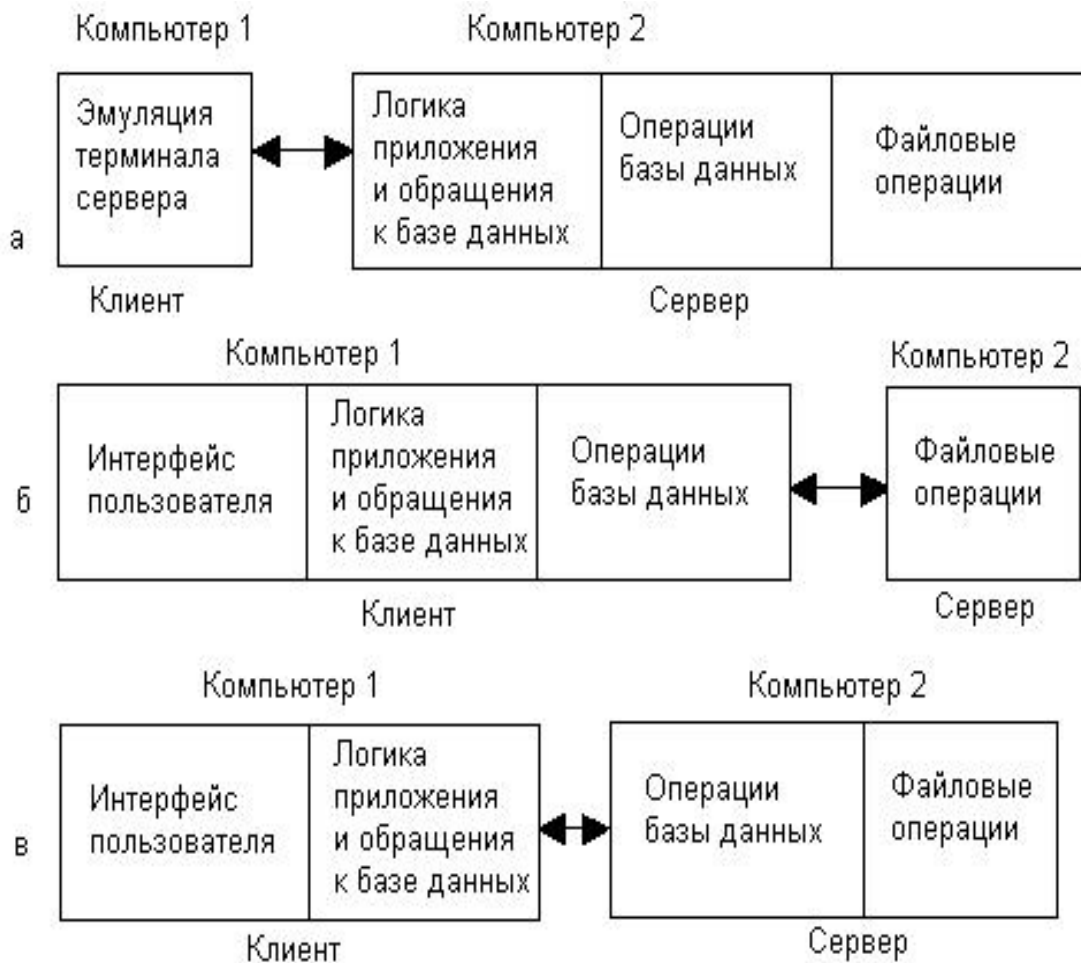 Компьютер 1
Компьютер 2
Эмуляция
терминала
сервера
Логика
приложения
и обращения
к базе данных
Операции
базы данных
Файловые
операции
а
Клиент
Сервер
Компьютер 1
Компьютер 2
Интерфейс
пользователя
Логика
приложения
и обращения
к базе данных
Операции
базы данных
Файловые
операции
б
Клиент
Сервер
Компьютер 1
Компьютер 2
Интерфейс
пользователя
Логика
приложения
и обращения
к базе данных
Операции
базы данных
Файловые
операции
в
Клиент
Сервер